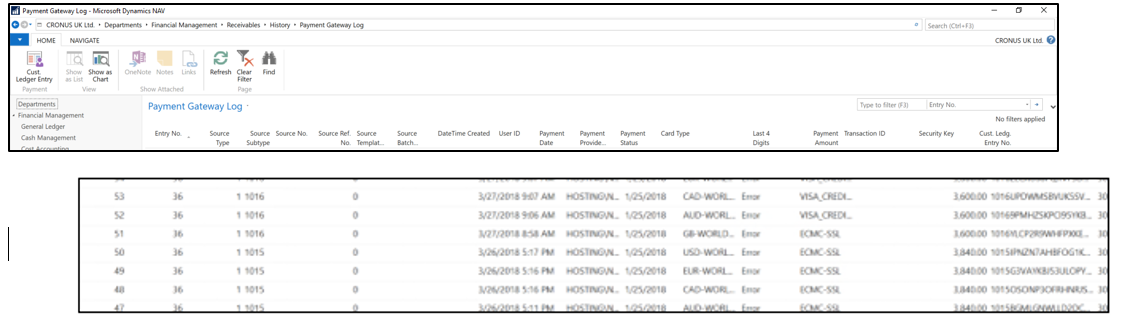 Payment Gateway Log - Microsoft Dynamics NAV
CRONUS UK Ltd. • Departments • Financial Management • Receivables • History • Payment Gateway Log
Search (Ctrl+F3)
HOME NAVIGATE
CRONUS UK Ltd.
Cust. Ledger Entry
Show as List
Show as Chart
OneNote
Notes
Links
Refresh
Clear Filter
Find
Payment View Show Attached Page
Departments
Financial Management
General Ledger
Cash Management
Cost Accounting
Payment Gateway Log
Type to filter (F3) Entry No.
No filters applied
Entry No. Source Type Source Subtype Source No. Source Ref. No. Source Templat... Source Batch... DateTime Created User ID Payment Date Payment Provide... Payment Status Card Type Last 4 Digits Payment Amount Transaction ID Security Key Cust. Ledg. Entry No.
53 36 1 1016 0 3/27/2018 9:07 AM HOSTING\N... 1/25/2018 CAD-WORL... Error VISA_CREDI... 3,600.00 30
52 36 1 1016 0 3/27/2018 9:06 AM HOSTING\N... 1/25/2018 AUD-WORL... Error VISA_CREDI... 3,600.00 30
51 36 1 1016 0 3/27/2018 8:58 AM HOSTING\N... 1/25/2018 GB-WORLD... Error ECMC-SSL 3,600.00 30
50 36 1 1015 0 3/26/2018 5:17 PM HOSTING\N... 1/25/2018 USD-WORL... Error ECMC-SSL 3,840.00 30
49 36 1 1015 0 3/26/2018 5:16 PM HOSTING\N... 1/25/2018 EUR-WORL... Error ECMC-SSL 3,840.00 30
48 36 1 1015 0 3/26/2018 5:16 PM HOSTING\N... 1/25/2018 CAD-WORL... Error ECMC-SSL 3,840.00 30
47 36 1 1015 0 3/26/2018 5:11 PM HOSTING\N... 1/25/2018 AUD-WORL... Error ECMC-SSL 3,840.00 30